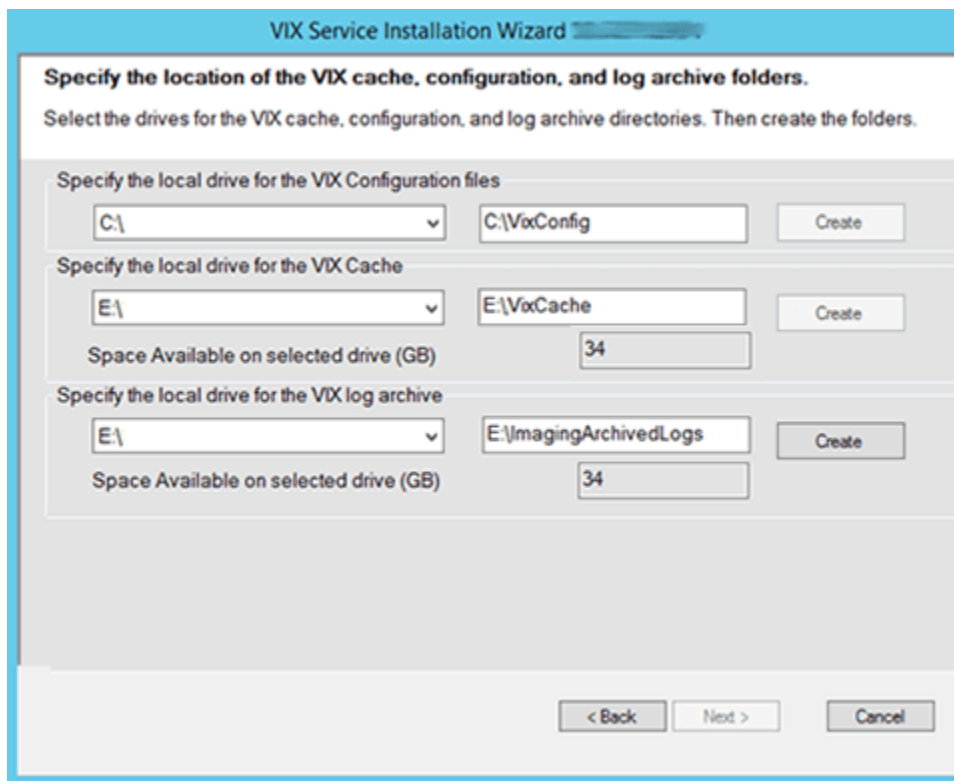 VIX Service Installation Wizard
Specify the location of the VIX cache, configuration, and log archive folders.
Select the drives for the VIX cache, configuration, and log archive directories. Then create the folders.
Specify the local drive for the VIX Configuration files
C:\ C:\VixConfig Create
Specify the local drive for the VIX Cache
E:\ E:\VixCache Create
Space Available on selected drive (GB) 34
Specify the local drive for the VIX log archive
E:\ E:\ImagingArchivedLogs Create
Space Available on selected drive (GB) 34
< Back Next > Cancel